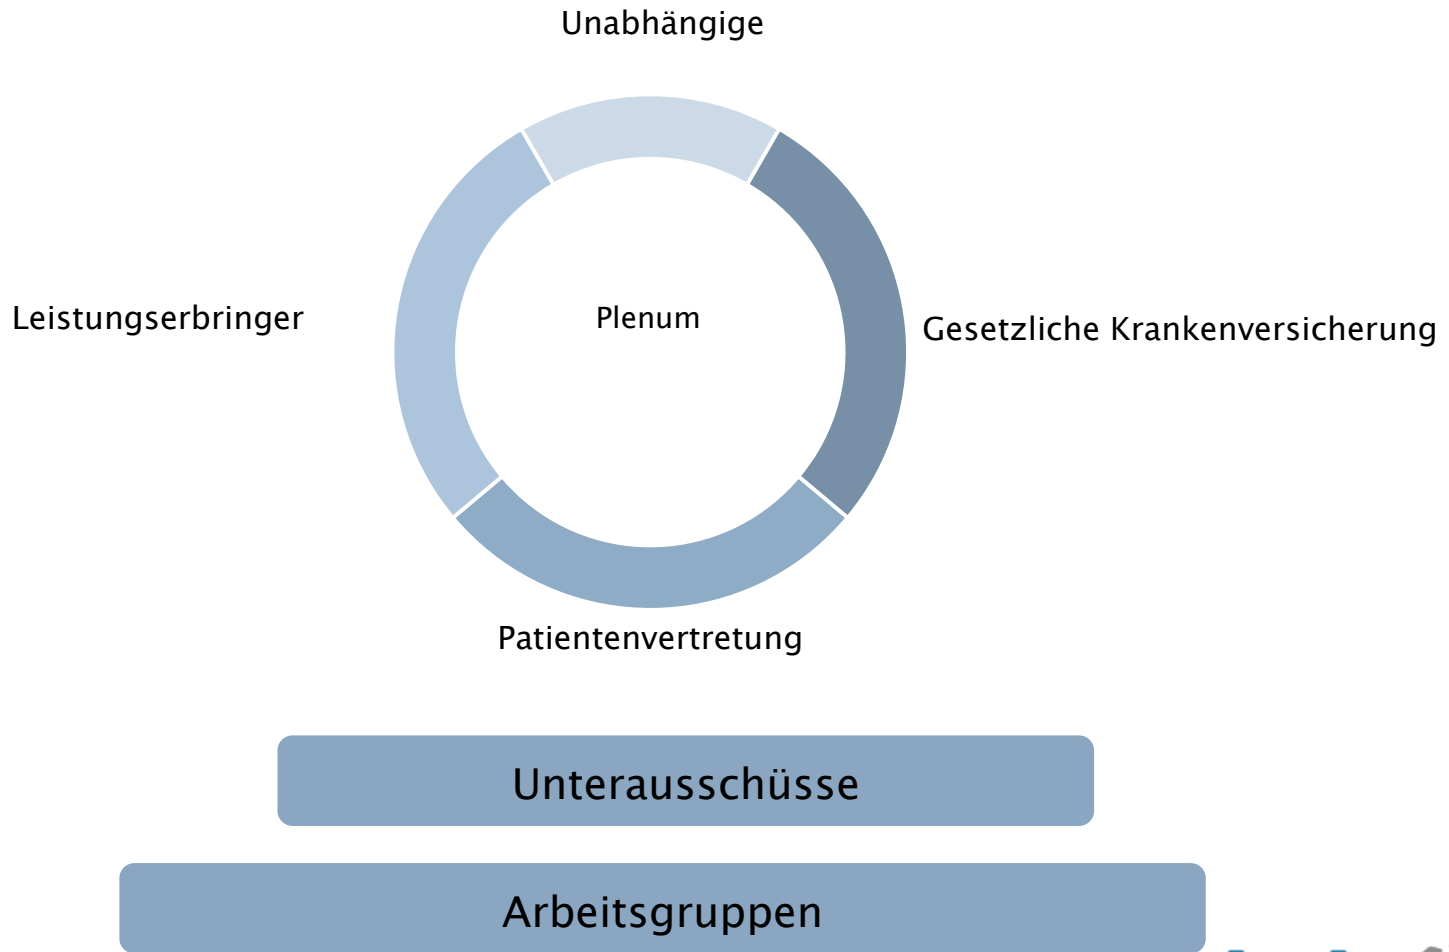 Unabhängige
Leistungserbringer
Plenum
Gesetzliche Krankenversicherung
Patientenvertretung
Unterausschüsse
Arbeitsgruppen